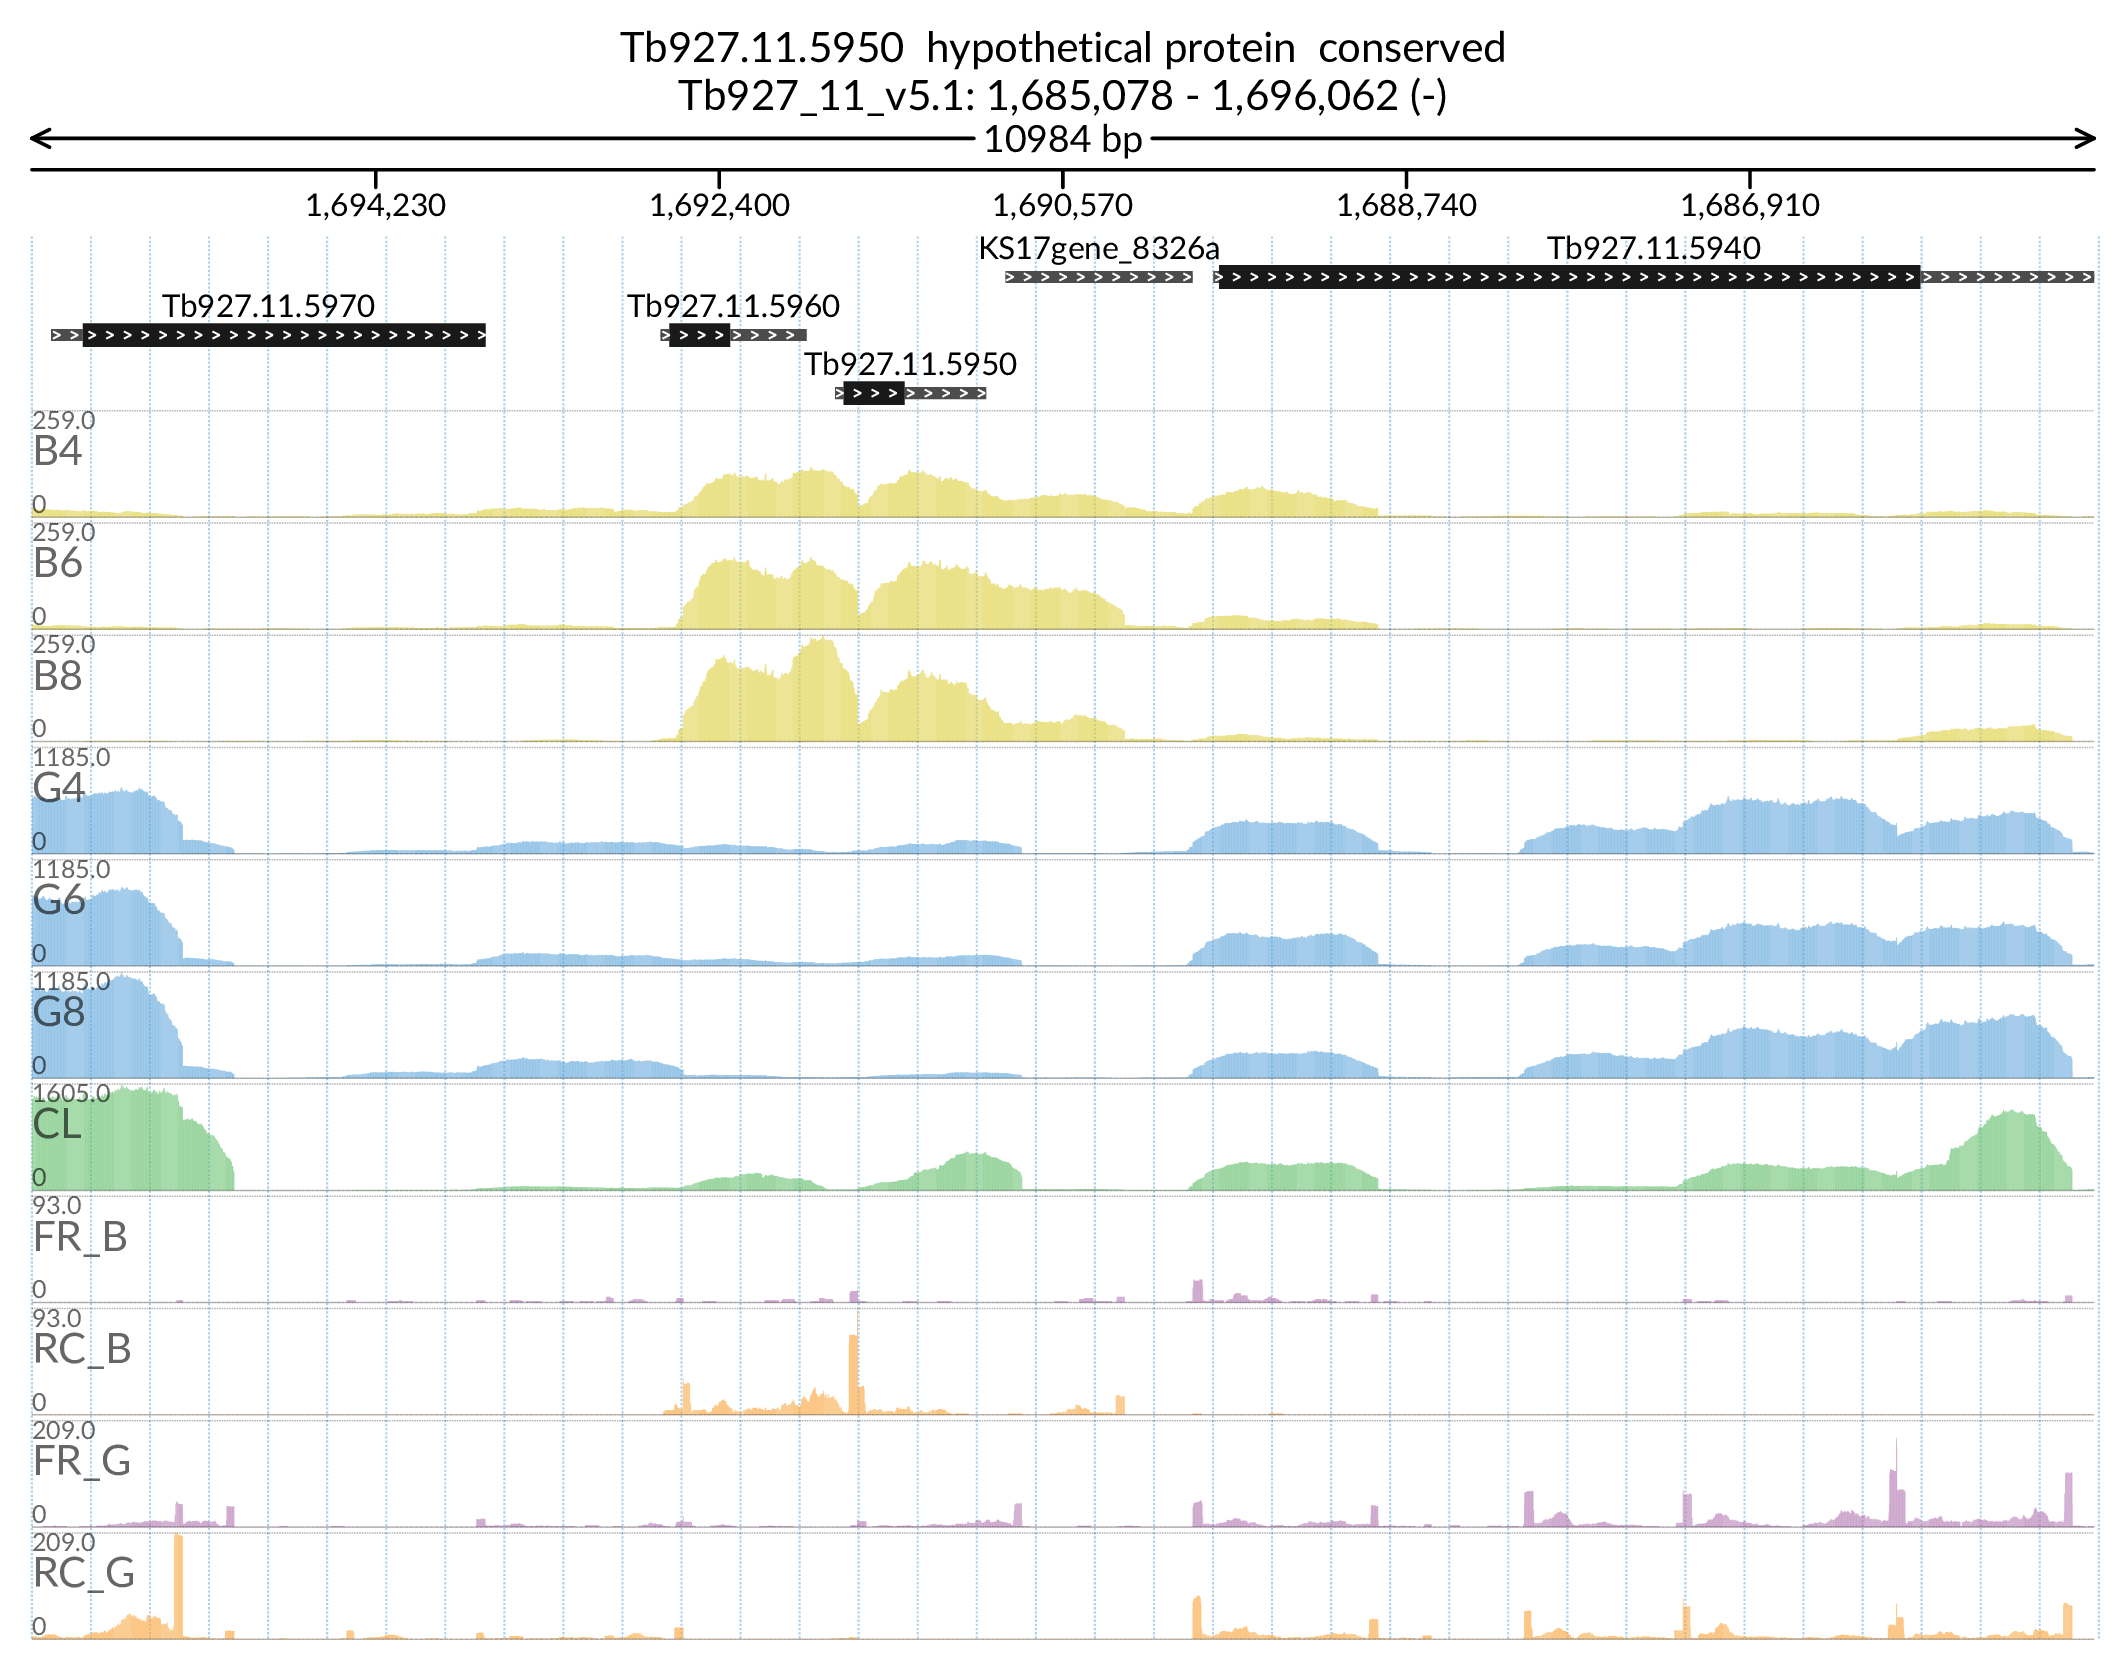 Tb927.11.5950 hypothetical protein conserved
Tb927_11_v5.1: 1,685,078 - 1,696,062 (-)
10984 bp
1,694,230 1,692,400 1,690,570 1,688,740 1,686,910
KS17gene_8326a Tb927.11.5940
Tb927.11.5970 Tb927.11.5960
Tb927.11.5950
259.0
B4
0
259.0
B6
0
259.0
B8
0
1185.0
G4
0
1185.0
G6
0
1185.0
G8
0
1605.0
CL
0
93.0
FR_B
0
93.0
RC_B
0
209.0
FR_G
0
209.0
RC_G
0